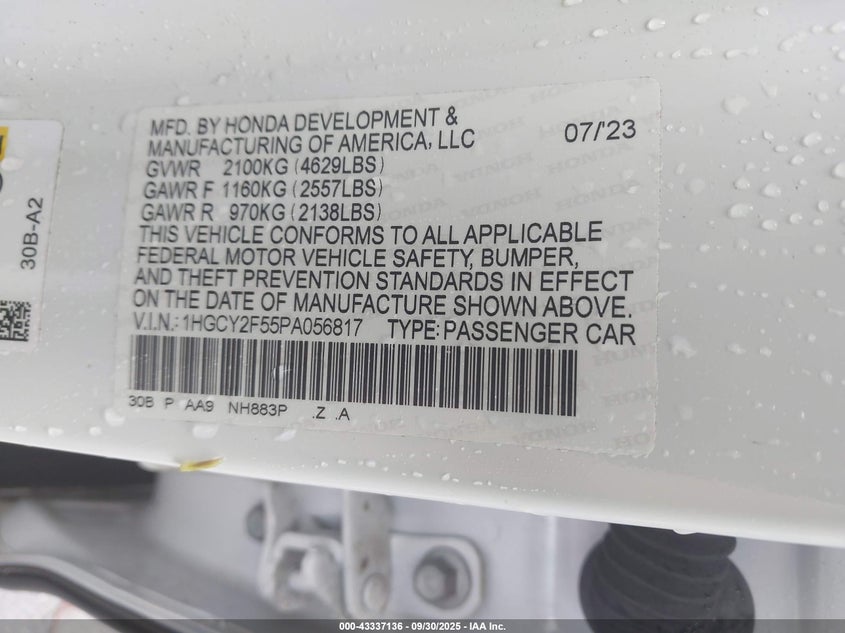 MFD. BY HONDA DEVELOPMENT &
MANUFACTURING OF AMERICA, LLC 07/'23
GVWR 2100KG (4629LBS)
GAWR F 1160KG (2557LBS)
GAWR R 970KG (2138LBS)
THIS VEHICLE CONFORMS TO ALL APPLICABLE
FEDERAL MOTOR VEHICLE SAFETY, BUMPER,
AND THEFT PREVENTION STANDARDS IN EFFECT
ON THE DATE OF MANUFACTURE SHOWN ABOVE.
V.I.N.: 1HGCY2F55PA056817 TYPE: PASSENGER CAR
30B P AA9 NH883P .Z .A
30B-A2
000-43337136 - 09/30/2025 - IAA Inc.